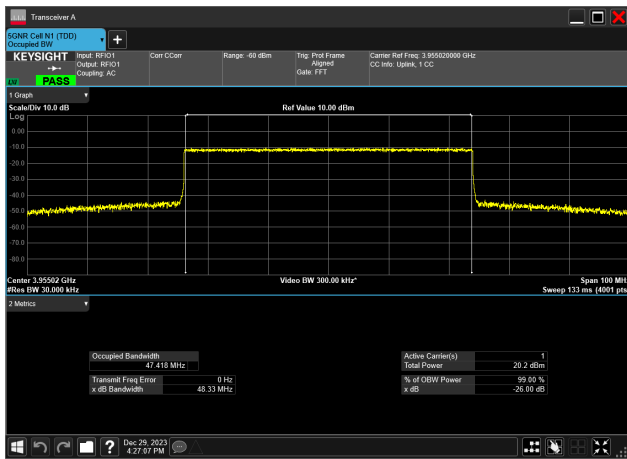 Transceiver A
5GNR Cell N1 (TDD)
Occupied BW
KEYSIGHT
LNI
PASS
Input: RFIO1
Output: RFIO1
Coupling: AC
Corr CCorr
Range: -60 dBm
Trig: Prot Frame
Aligned
Gate: FFT
Carrier Ref Freq: 3.955020000 GHz
CC Info: Uplink, 1 CC
1 Graph
Scale/Div 10.0 dB
Ref Value 10.00 dBm
Log
0.00
-10.0
-20.0
-30.0
-40.0
-50.0
-60.0
-70.0
-80.0
Center 3.95502 GHz
Video BW 300.00 kHz*
Span 100 MH
#Res BW 30.000 kHz
Sweep 133 ms (4001 pts
2 Metrics
Occupied Bandwidth
47.418 MHz
Transmit Freq Error 0 Hz
x dB Bandwidth 48.33 MHz
Active Carrier(s) 1
Total Power 20.2 dBm
% of OBW Power 99.00 %
x dB -26.00 dB
Dec 29, 2023
4:27:07 PM